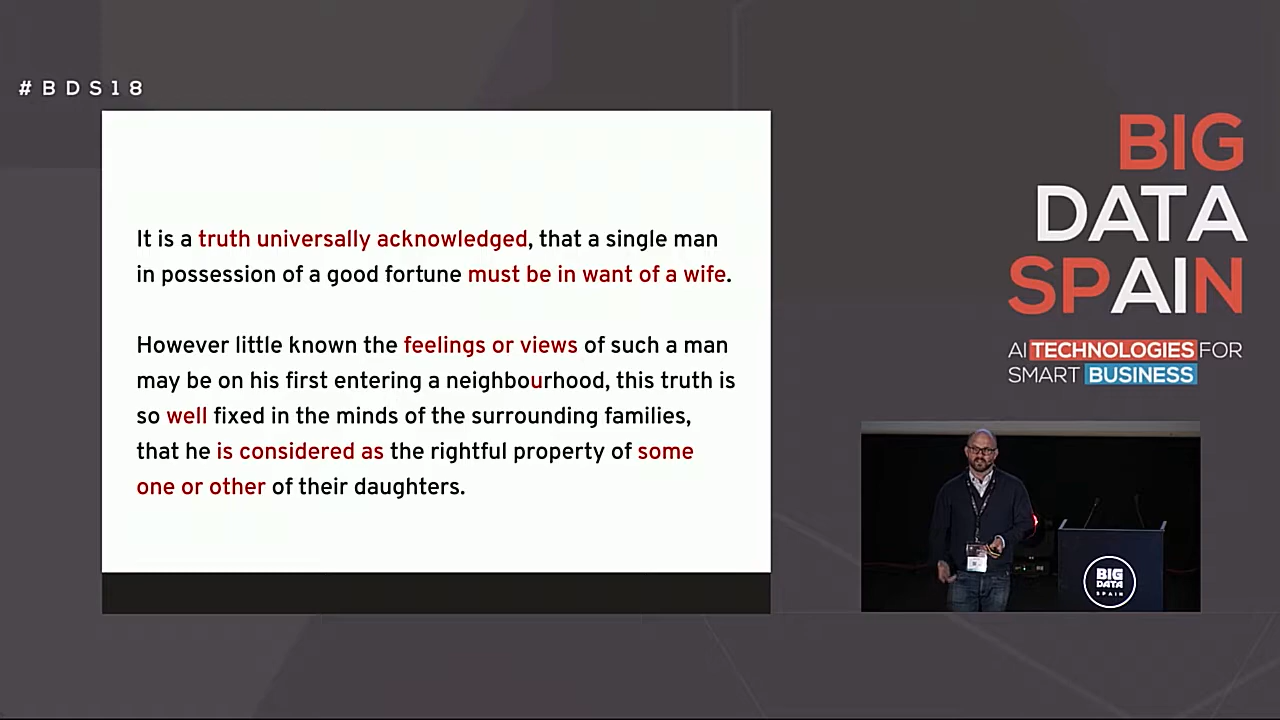 #BDS18
It is a truth universally acknowledged, that a single man
in possession of a good fortune must be in want of a wife.
However little known the feelings or views of such a man
may be on his first entering a neighbourhood, this truth is
so well fixed in the minds of the surrounding families,
that he is considered as the rightful property of some
one or other of their daughters.
BIG
DATA
SPAIN
AI TECHNOLOGIES FOR
SMART BUSINESS
BIG
DATA
SPAIN